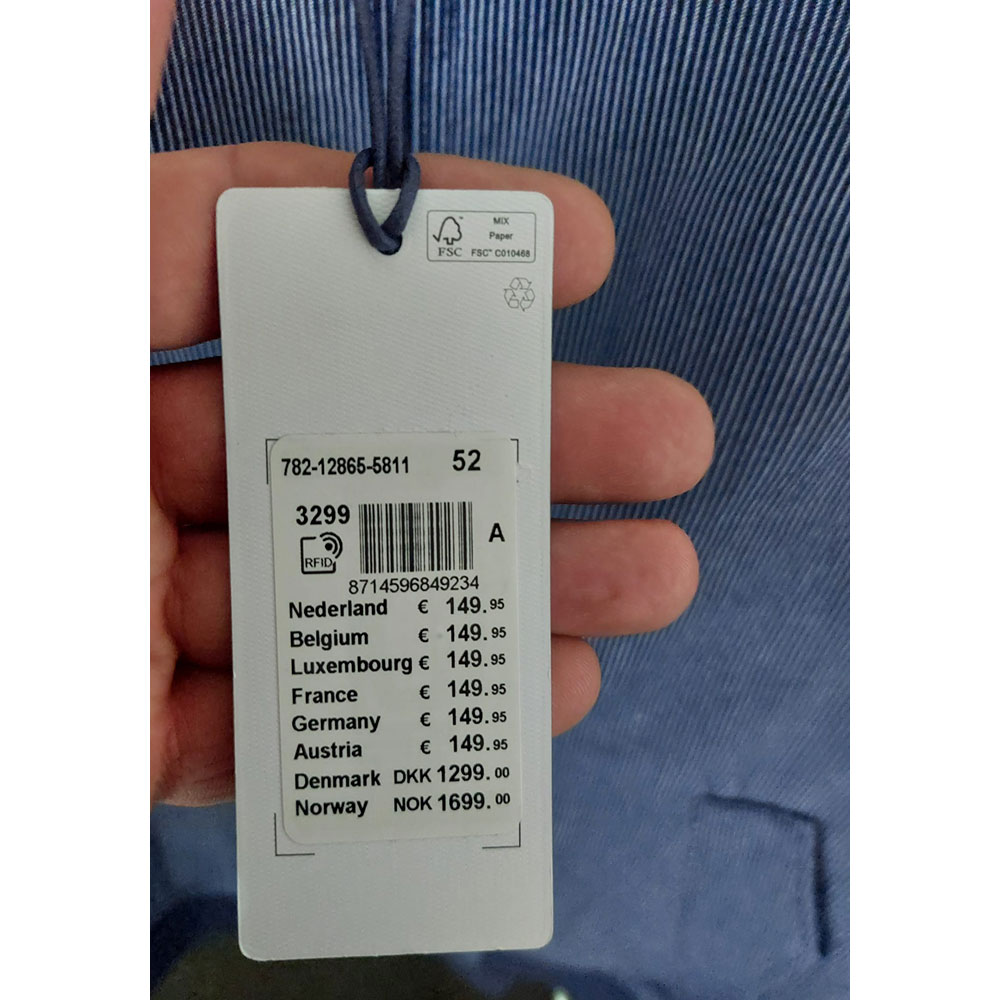 MIX
Paper
FSC™ C010468
FSC
782-12865-5811 52
3299
RFID
A
8714596849234
Nederland € 149.95
Belgium € 149.95
Luxembourg € 149.95
France € 149.95
Germany € 149.95
Austria € 149.95
Denmark DKK 1299.00
Norway NOK 1699.00